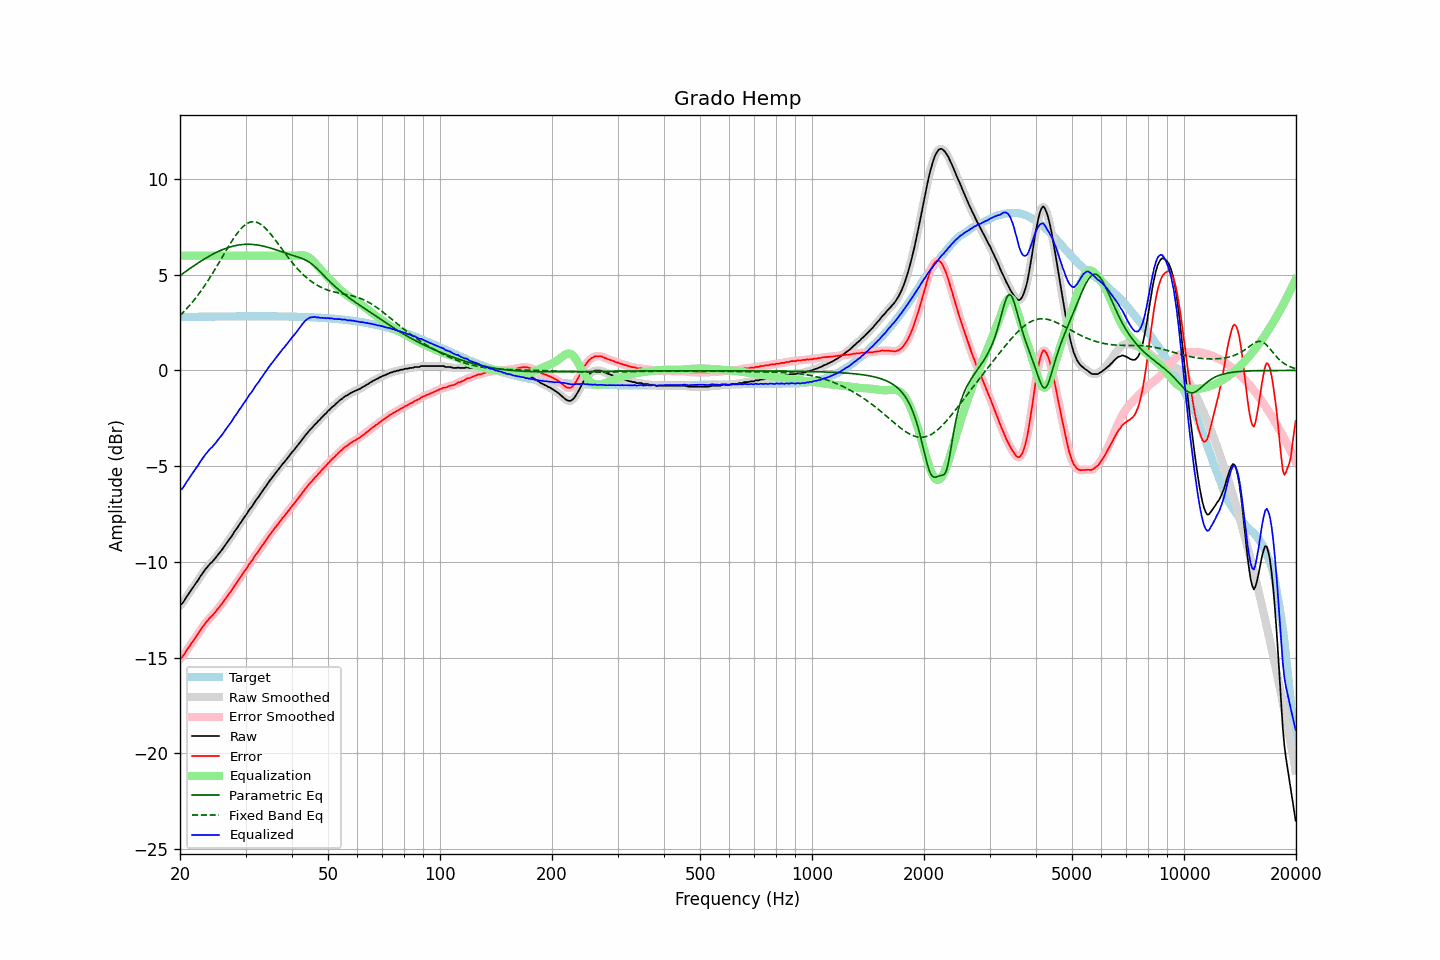 Grado Hemp
Amplitude (dBr)
10
5
0
−5
−10
−15
−20
−25
Target
Raw Smoothed
Error Smoothed
Raw
Error
Equalization
Parametric Eq
Fixed Band Eq
Equalized
20 50 100 200 500 1000 2000 5000 10000 20000
Frequency (Hz)